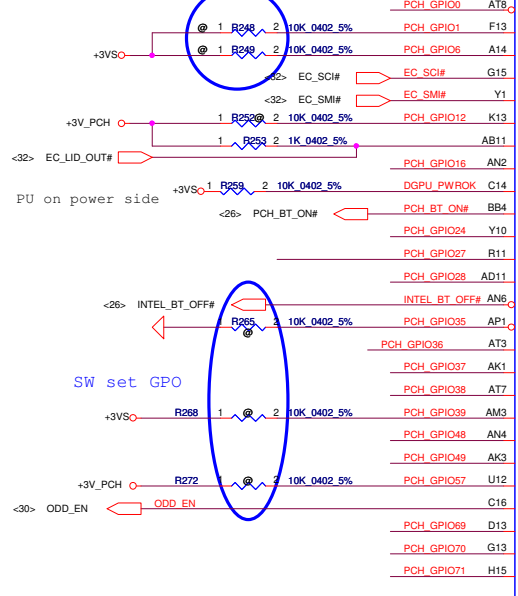 PCH_GPIO0 AT8
@ 1 R248 2 10K_0402_5% PCH_GPIO1 F13
+3VS @ 1 R249 2 10K_0402_5% PCH_GPIO6 A14
<32> EC_SCI# EC_SCI# G15
<32> EC_SMI# EC_SMI# Y1
+3V_PCH 1 R252@ 2 10K_0402_5% PCH_GPIO12 K13
1 R253 2 1K_0402_5% AB11
<32> EC_LID_OUT#
PCH_GPIO16 AN2
+3VS 1 R259 2 10K_0402_5% DGPU_PWROK C14
PU on power side
<26> PCH_BT_ON# PCH_BT_ON# BB4
PCH_GPIO24 Y10
PCH_GPIO27 R11
PCH_GPIO28 AD11
<26> INTEL_BT_OFF# INTEL_BT_OFF# AN6
1 R265 2 10K_0402_5% PCH_GPIO35 AP1
@
PCH_GPIO36 AT3
PCH_GPIO37 AK1
SW set GPO
PCH_GPIO38 AT7
+3VS R268 1 @ 2 10K_0402_5% PCH_GPIO39 AM3
PCH_GPIO48 AN4
PCH_GPIO49 AK3
+3V_PCH R272 1 @ 2 10K_0402_5% PCH_GPIO57 U12
<30> ODD_EN ODD_EN C16
PCH_GPIO69 D13
PCH_GPIO70 G13
PCH_GPIO71 H15